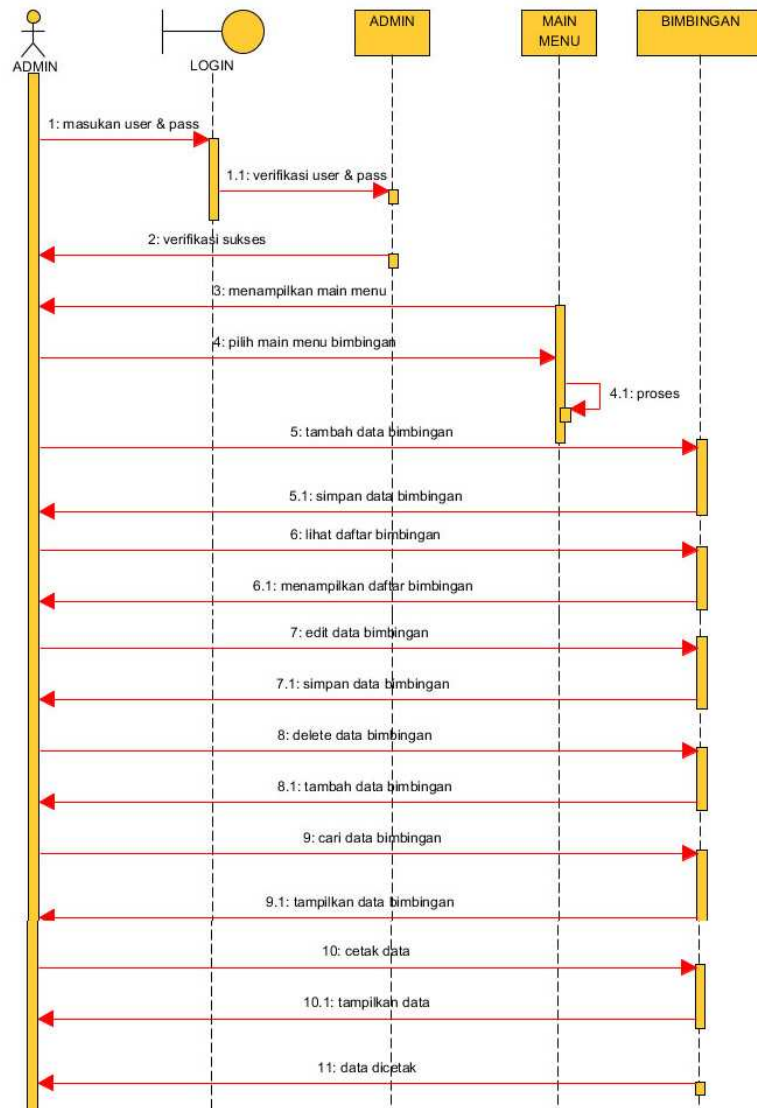 ADMIN
LOGIN
ADMIN
MAIN
MENU
BIMBINGAN
1: masukan user & pass
1.1: verifikasi user & pass
2: verifikasi sukses
3: menampilkan main menu
4: pilih main menu bimbingan
4.1: proses
5: tambah data bimbingan
5.1: simpan data bimbingan
6: lihat daftar bimbingan
6.1: menampilkan daftar bimbingan
7: edit data bimbingan
7.1: simpan data bimbingan
8: delete data bimbingan
8.1: tambah data bimbingan
9: cari data bimbingan
9.1: tampilkan data bimbingan
10: cetak data
10.1: tampilkan data
11: data dicetak